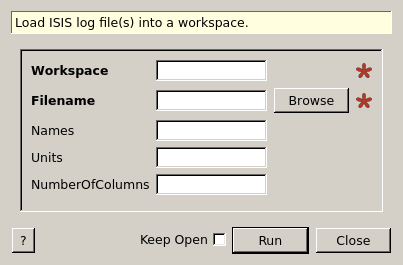 Load ISIS log file(s) into a workspace.
Workspace
Filename Browse
Names
Units
NumberOfColumns
? Keep Open Run Close